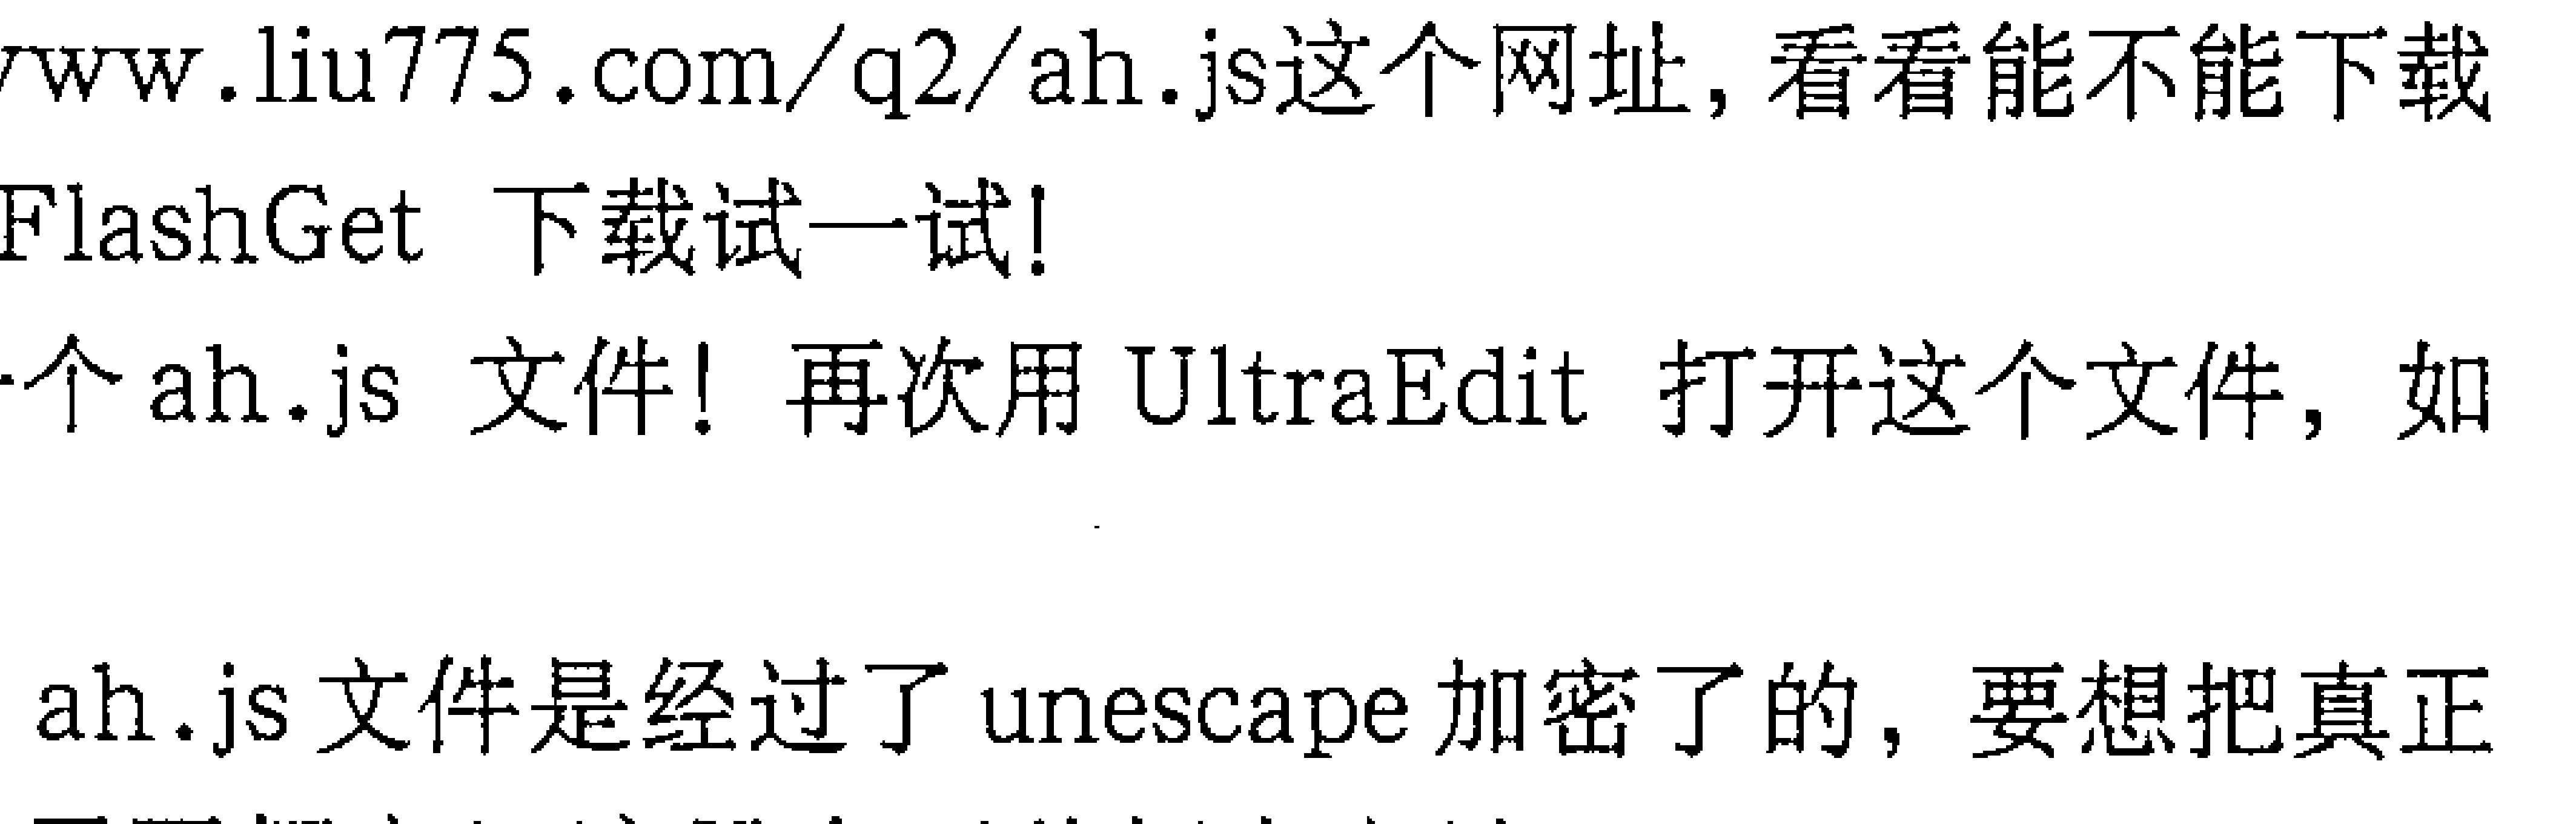 www.liu775.com/q2/ah.js这个网址，看看能不能下载
FlashGet 下载试一试！
个ah.js 文件！再次用 UltraEdit 打开这个文件，如
ah.js文件是经过了unescape加密了的，要想把真正